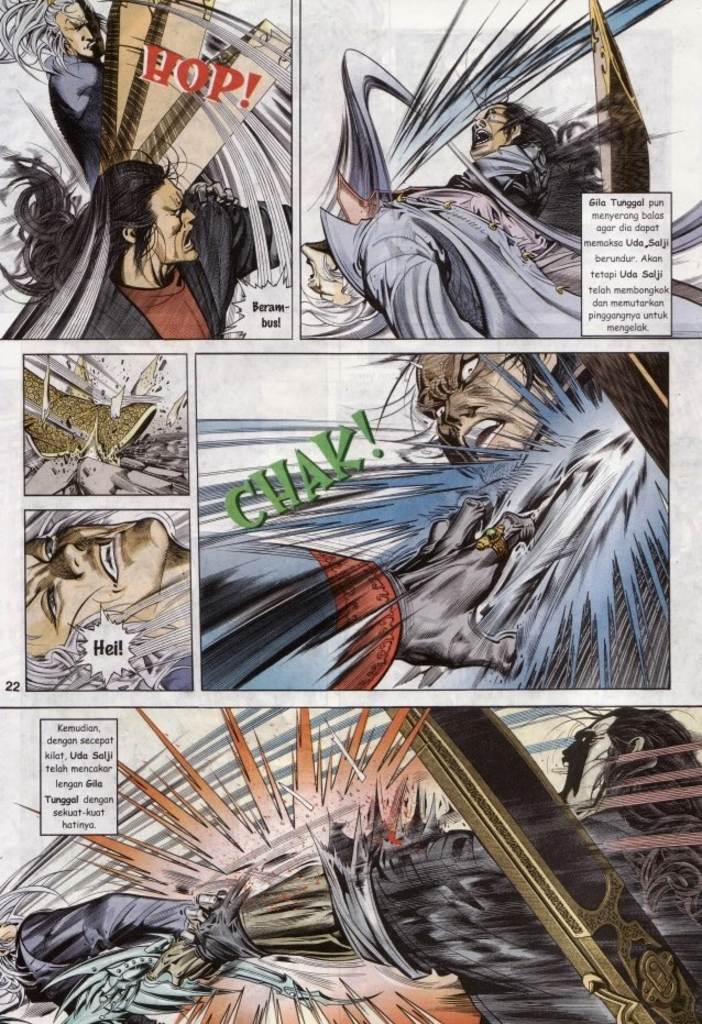 HOP!
Beram-
bus!
Gila Tunggal pun
menyerang balas
agar dia dapat
memaksa Uda Salji
berundur. Akan
tetapi Uda Salji
telah membongkok
dan memutarkan
pinggangnya untuk
mengelak.
CHAK!
Hei!
22
Kemudian,
dengan secepat
kilat, Uda Salji
telah mencakar
lengan Gila
Tunggal dengan
sekuat-kuat
hatinya.